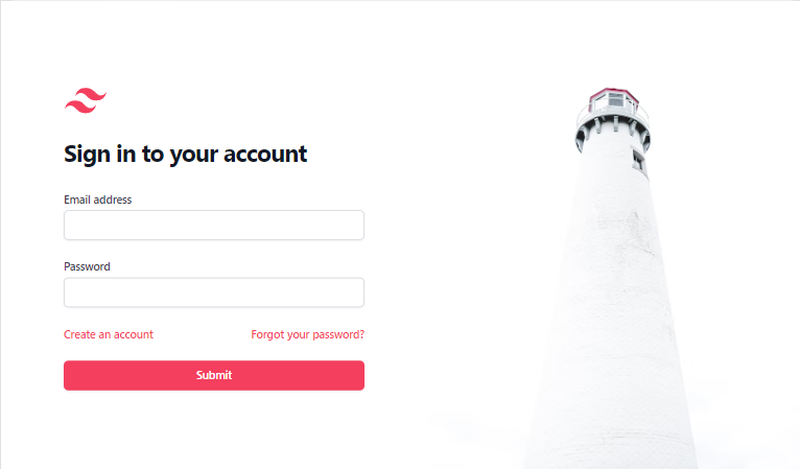 Sign in to your account
Email address
Password
Create an account Forgot your password?
Submit